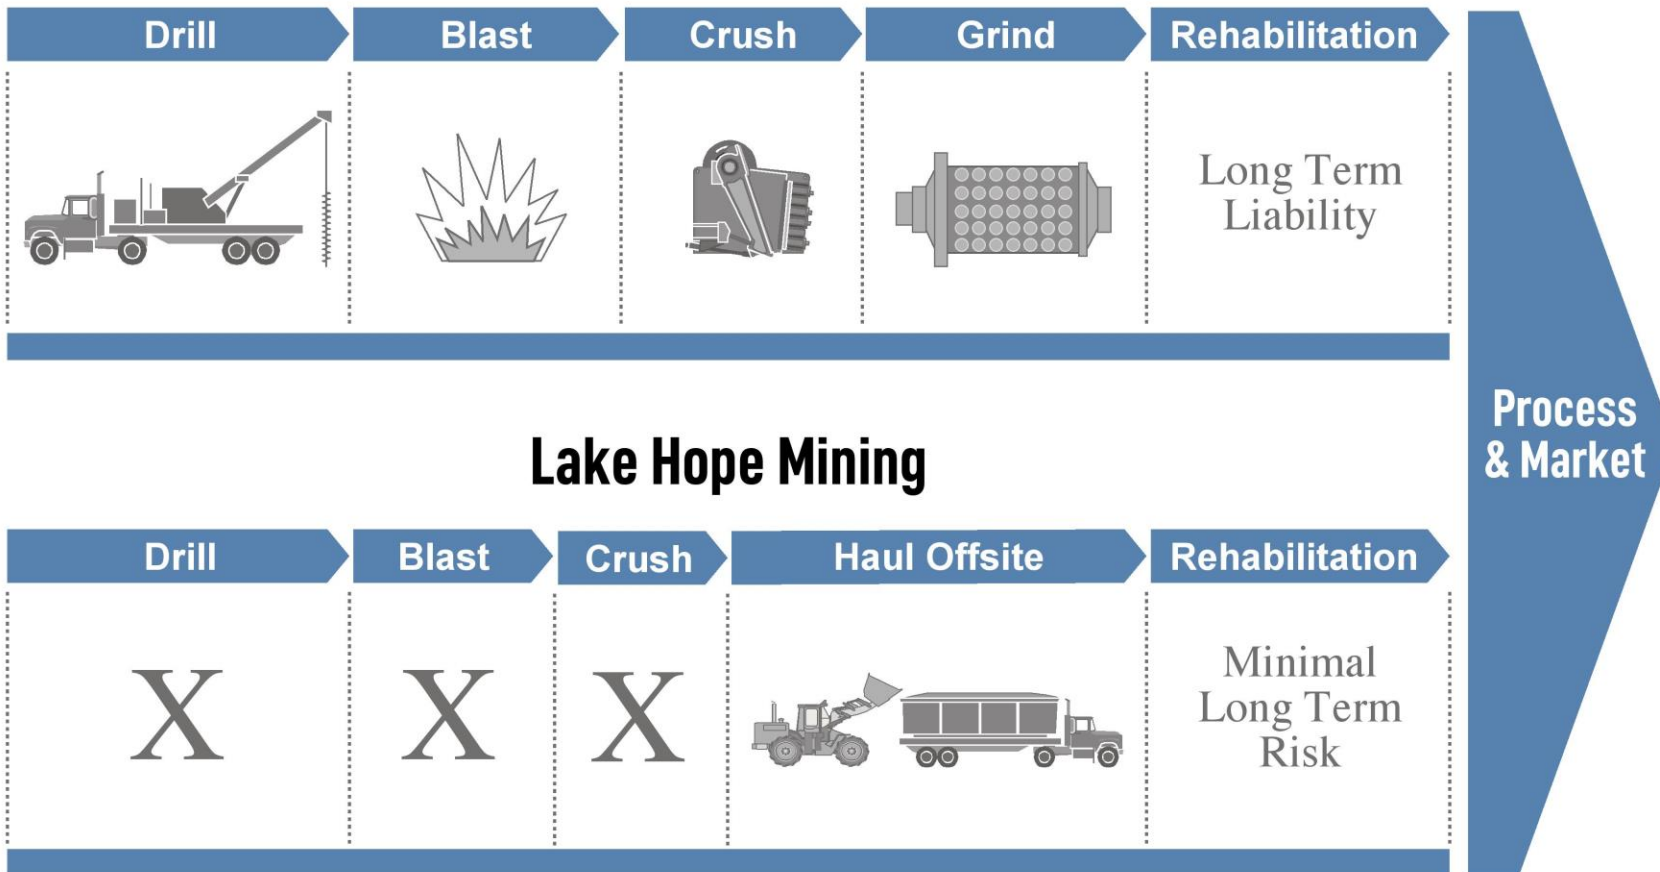 Drill
Blast
Crush
Grind
Rehabilitation
Long Term
Liability
Process
& Market
Lake Hope Mining
Drill
Blast
Crush
Haul Offsite
Rehabilitation
X
X
X
Minimal
Long Term
Risk